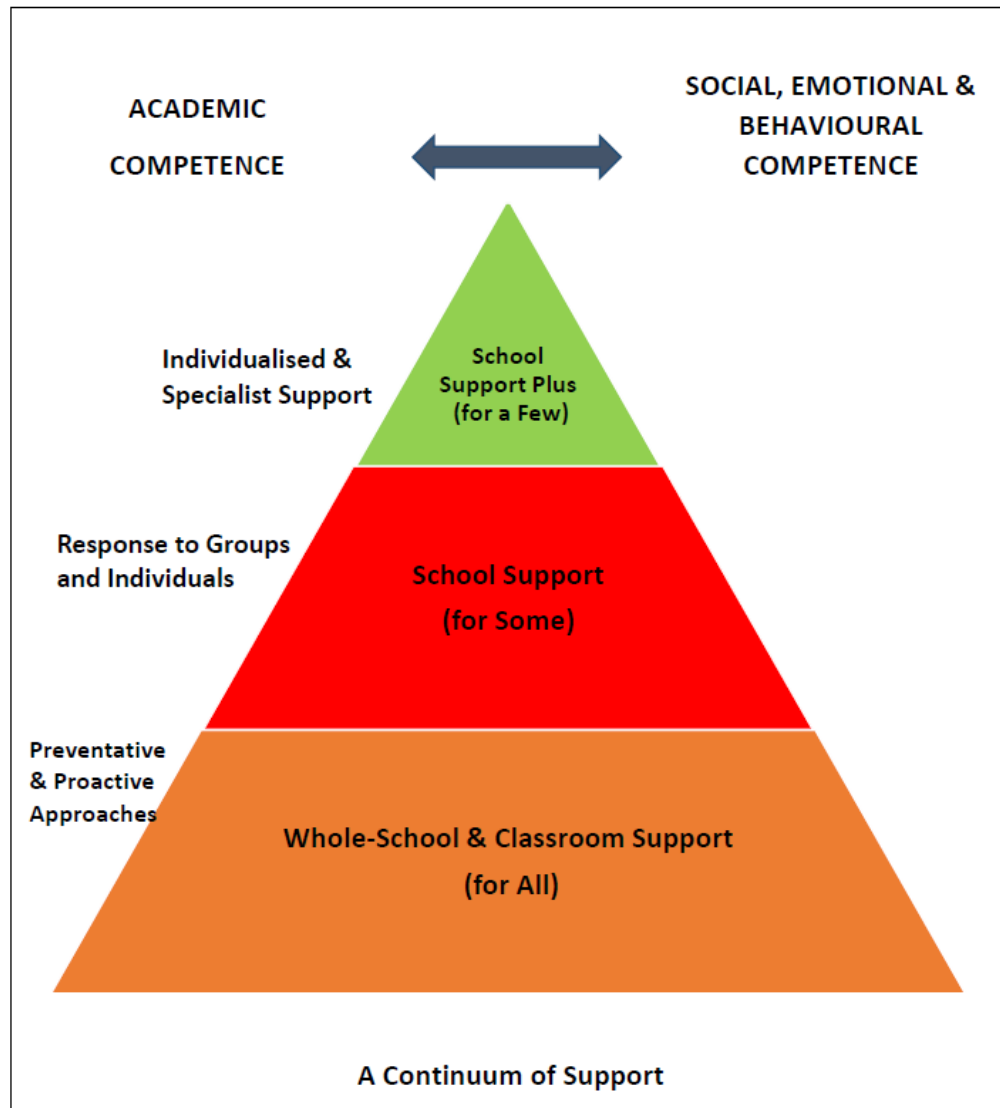 ACADEMIC
COMPETENCE
SOCIAL, EMOTIONAL &
BEHAVIOURAL
COMPETENCE
Individualised &
Specialist Support
School
Support Plus
(for a Few)
Response to Groups
and Individuals
School Support
(for Some)
Preventative
& Proactive
Approaches
Whole-School & Classroom Support
(for All)
A Continuum of Support